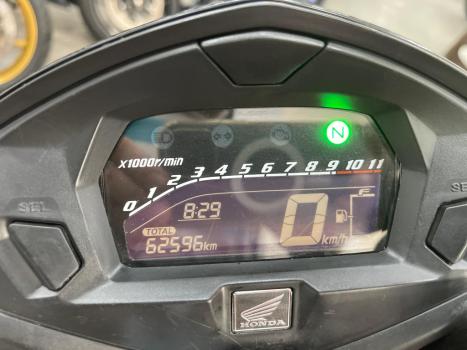 N
x1000r/min
0 1 2 3 4 5 6 7 8 9 10 11
SEL
SE
8:29
F
TOTAL
62596km
0 km/h
HONDA